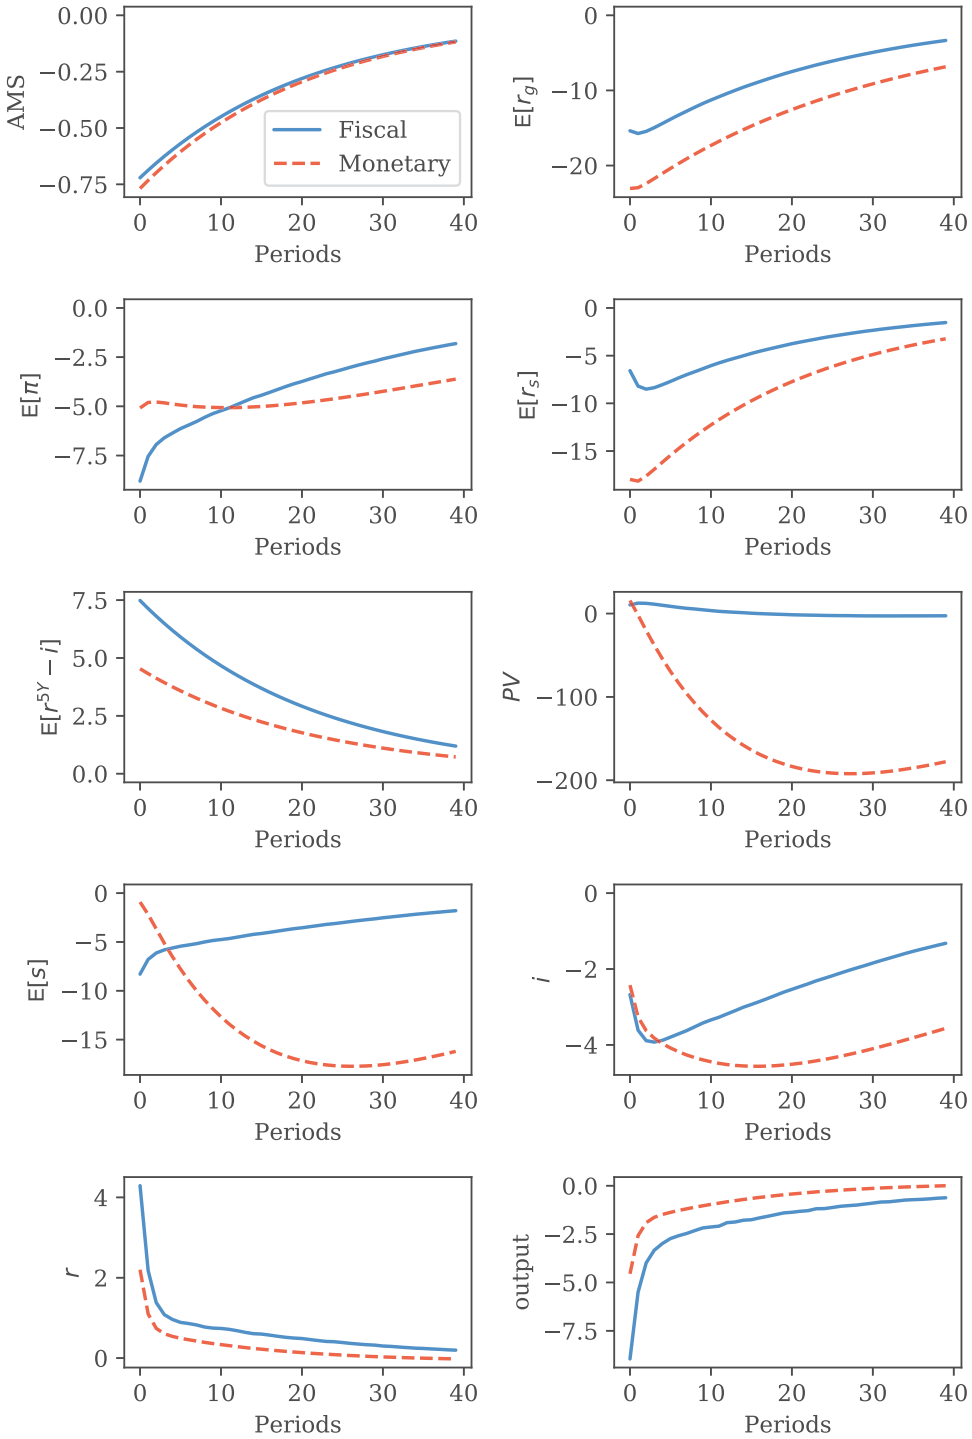 AMS
0.00
−0.25
−0.50
−0.75
Fiscal
Monetary
0 10 20 30 40
Periods
E[r_g]
0
−10
−20
0 10 20 30 40
Periods
E[π]
0.0
−2.5
−5.0
−7.5
0 10 20 30 40
Periods
E[r_s]
0
−5
−10
−15
0 10 20 30 40
Periods
E[r^{5Y} − i]
7.5
5.0
2.5
0.0
0 10 20 30 40
Periods
PV
0
−100
−200
0 10 20 30 40
Periods
E[s]
0
−5
−10
−15
0 10 20 30 40
Periods
i
0
−2
−4
0 10 20 30 40
Periods
r
4
2
0
0 10 20 30 40
Periods
output
0.0
−2.5
−5.0
−7.5
0 10 20 30 40
Periods